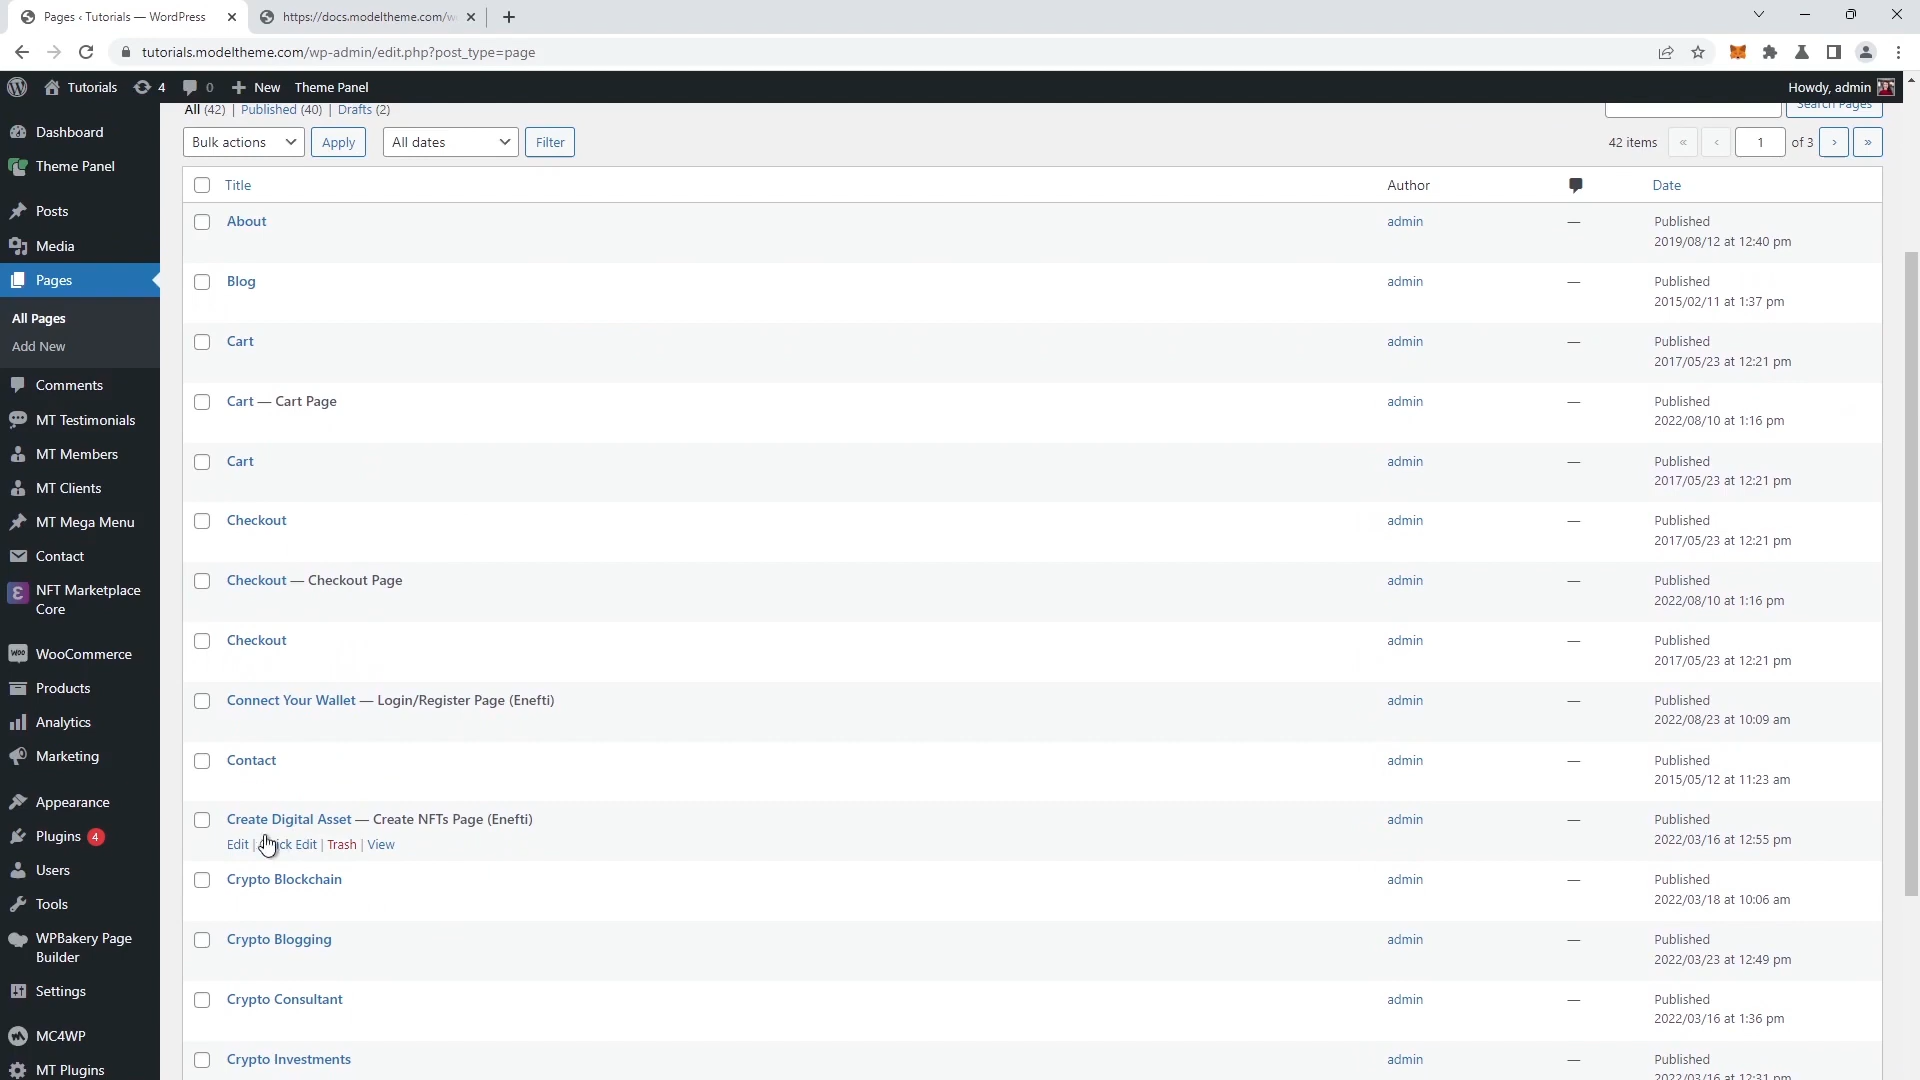 Pages ‹ Tutorials — WordPress
https://docs.modeltheme.com/w
tutorials.modeltheme.com/wp-admin/edit.php?post_type=page
Tutorials 4 0 New Theme Panel Howdy, admin
All (42) | Published (40) | Drafts (2) Search Pages
Bulk actions Apply All dates Filter 42 items « ‹ 1 of 3 › »
Title Author Date
About admin — Published
2019/08/12 at 12:40 pm
Blog admin — Published
2015/02/11 at 1:37 pm
Cart admin — Published
2017/05/23 at 12:21 pm
Cart — Cart Page admin — Published
2022/08/10 at 1:16 pm
Cart admin — Published
2017/05/23 at 12:21 pm
Checkout admin — Published
2017/05/23 at 12:21 pm
Checkout — Checkout Page admin — Published
2022/08/10 at 1:16 pm
Checkout admin — Published
2017/05/23 at 12:21 pm
Connect Your Wallet — Login/Register Page (Enefti) admin — Published
2022/08/23 at 10:09 am
Contact admin — Published
2015/05/12 at 11:23 am
Create Digital Asset — Create NFTs Page (Enefti) admin — Published
Edit | Edit | Trash | View 2022/03/16 at 12:55 pm
Crypto Blockchain admin — Published
2022/03/18 at 10:06 am
Crypto Blogging admin — Published
2022/03/23 at 12:49 pm
Crypto Consultant admin — Published
2022/03/16 at 1:36 pm
Crypto Investments admin — Published
2022/03/16 at 12:31 pm
Dashboard
Theme Panel
Posts
Media
Pages
All Pages
Add New
Comments
MT Testimonials
MT Members
MT Clients
MT Mega Menu
Contact
NFT Marketplace
Core
WooCommerce
Products
Analytics
Marketing
Appearance
Plugins 4
Users
Tools
WPBakery Page
Builder
Settings
MC4WP
MT Plugins